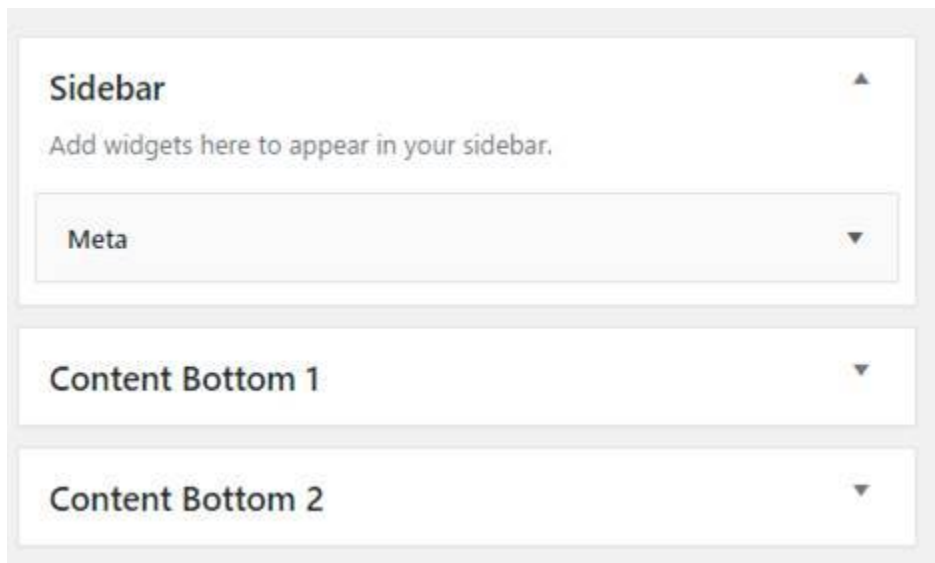 Sidebar
Add widgets here to appear in your sidebar.
Meta
Content Bottom 1
Content Bottom 2